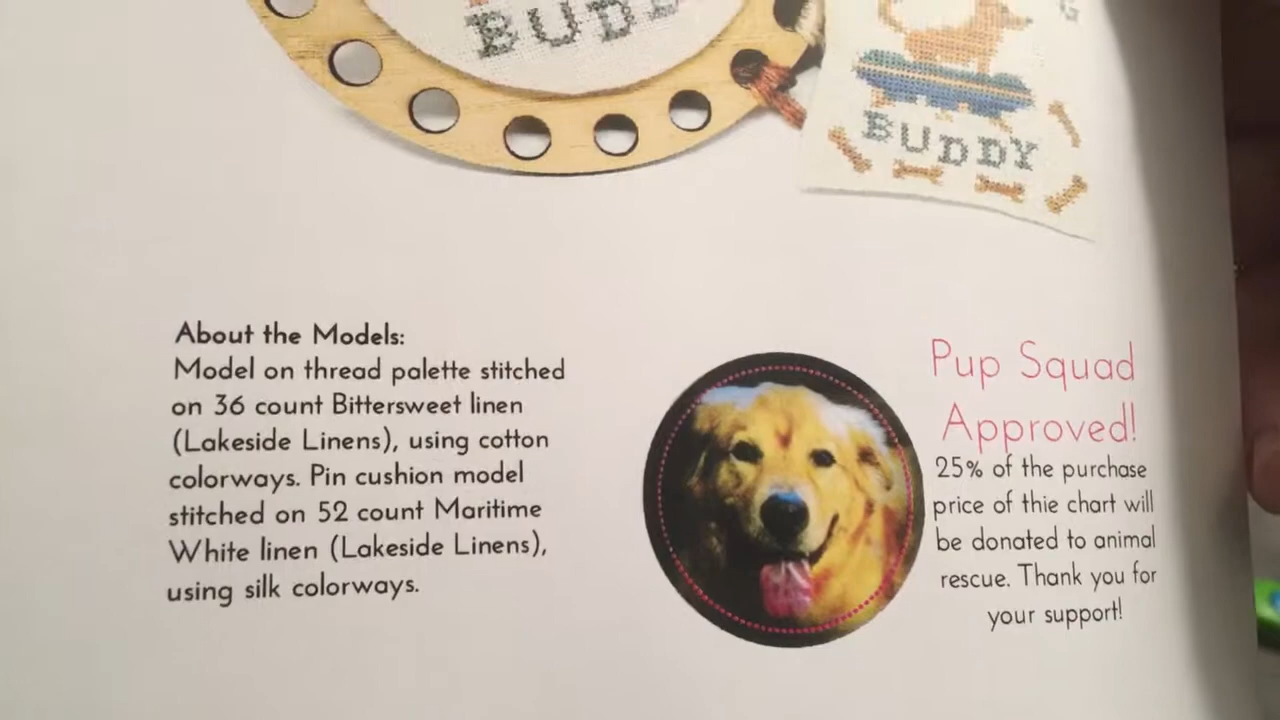 BUDDY
BUDDY
About the Models:
Model on thread palette stitched
on 36 count Bittersweet linen
(Lakeside Linens), using cotton
colorways. Pin cushion model
stitched on 52 count Maritime
White linen (Lakeside Linens),
using silk colorways.
Pup Squad
Approved!
25% of the purchase
price of thie chart will
be donated to animal
rescue. Thank you for
your support!